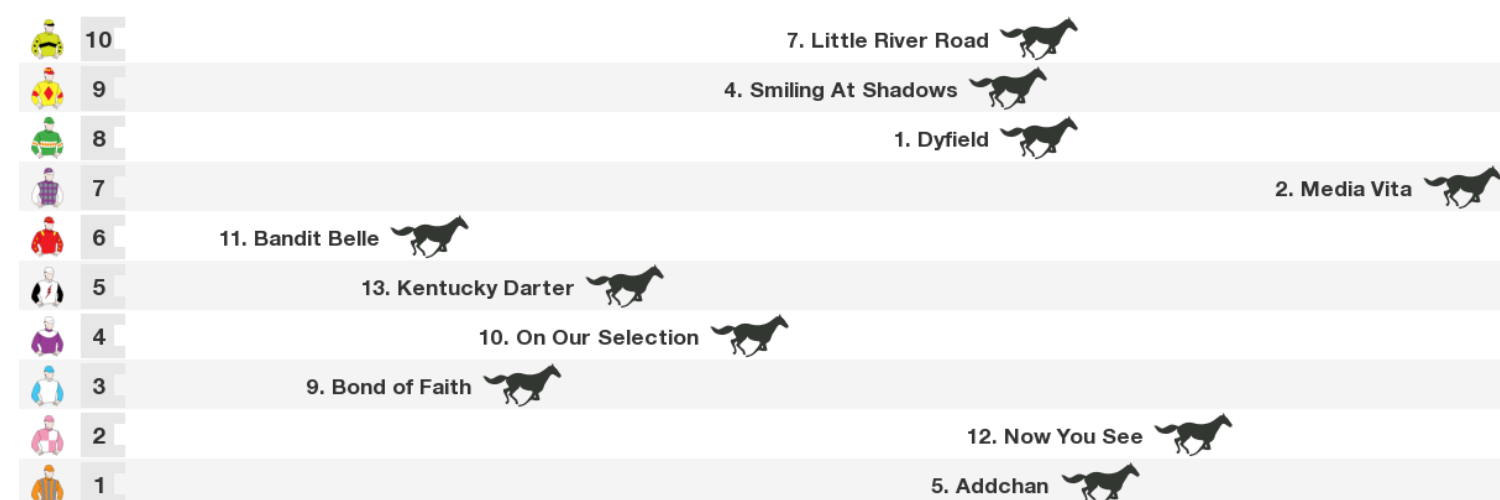 10 7. Little River Road
9 4. Smiling At Shadows
8 1. Dyfield
7 2. Media Vita
6 11. Bandit Belle
5 13. Kentucky Darter
4 10. On Our Selection
3 9. Bond of Faith
2 12. Now You See
1 5. Addchan